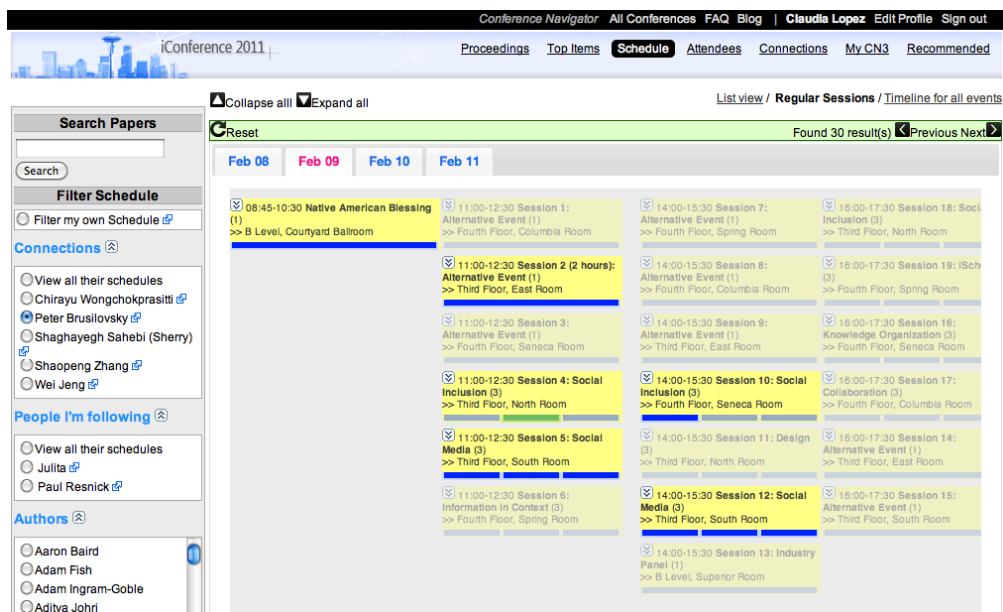 Conference Navigator All Conferences FAQ Blog | Claudia Lopez Edit Profile Sign out
iConference 2011
Proceedings Top Items Schedule Attendees Connections My CN3 Recommended
Collapse alll Expand all
List view / Regular Sessions / Timeline for all events
Search Papers
Search
Filter Schedule
Filter my own Schedule
Connections
View all their schedules
Chirayu Wongchokprasitti
Peter Brusilovsky
Shaghayegh Sahebi (Sherry)
Shaopeng Zhang
Wei Jeng
People I'm following
View all their schedules
Julita
Paul Resnick
Authors
Aaron Baird
Adam Fish
Adam Ingram-Goble
Aditya Johri
Reset
Found 30 result(s) Previous Next
Feb 08 Feb 09 Feb 10 Feb 11
08:45-10:30 Native American Blessing
(1)
>> B Level, Courtyard Ballroom
11:00-12:30 Session 1:
Alternative Event (1)
>> Fourth Floor, Columbia Room
11:00-12:30 Session 2 (2 hours):
Alternative Event (1)
>> Third Floor, East Room
11:00-12:30 Session 3:
Alternative Event (1)
>> Fourth Floor, Seneca Room
11:00-12:30 Session 4: Social
Inclusion (3)
>> Third Floor, North Room
11:00-12:30 Session 5: Social
Media (3)
>> Third Floor, South Room
11:00-12:30 Session 6:
Information in Context (3)
>> Fourth Floor, Spring Room
14:00-15:30 Session 7:
Alternative Event (1)
>> Fourth Floor, Spring Room
14:00-15:30 Session 8:
Alternative Event (1)
>> Fourth Floor, Columbia Room
14:00-15:30 Session 9:
Alternative Event (1)
>> Third Floor, East Room
14:00-15:30 Session 10: Social
Inclusion (3)
>> Fourth Floor, Seneca Room
14:00-15:30 Session 11: Design
(3)
>> Third Floor, North Room
14:00-15:30 Session 12: Social
Media (3)
>> Third Floor, South Room
14:00-15:30 Session 13: Industry
Panel (1)
>> B Level, Superior Room
16:00-17:30 Session 18: Soci
Inclusion (3)
>> Third Floor, North Room
16:00-17:30 Session 19: iSch
(3)
>> Fourth Floor, Spring Room
16:00-17:30 Session 16:
Knowledge Organization (3)
>> Fourth Floor, Seneca Room
16:00-17:30 Session 17:
Collaboration (3)
>> Fourth Floor, Columbia Room
16:00-17:30 Session 14:
Alternative Event (1)
>> Third Floor, East Room
16:00-17:30 Session 15:
Alternative Event (1)
>> Third Floor, South Room